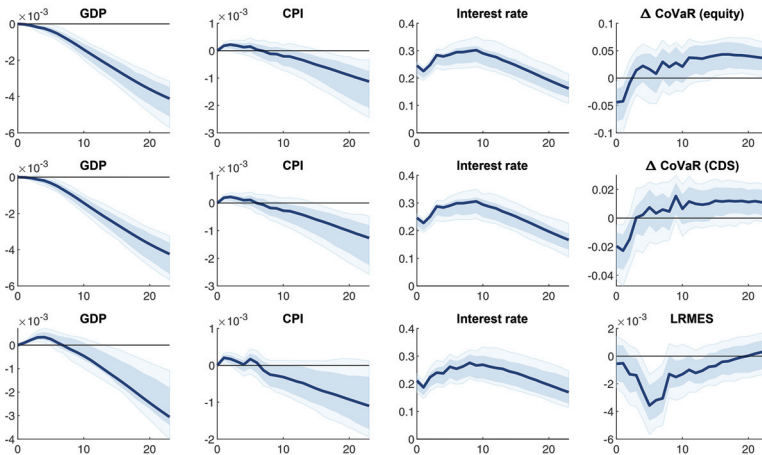 ×10⁻³ GDP ×10⁻³ CPI Interest rate Δ CoVaR (equity)
0 1 0.4 0.1
-2 0 0.3 0.05
-4 -1 0.2 0
-2 0.1 -0.05
-6 -3 0 -0.1
0 10 20 0 10 20 0 10 20 0 10 20
×10⁻³ GDP ×10⁻³ CPI Interest rate Δ CoVaR (CDS)
0 1 0.4 0.02
-2 0 0.3 0
-4 -1 0.2 -0.02
-2 0.1 -0.04
-6 -3 0
0 10 20 0 10 20 0 10 20 0 10 20
×10⁻³ GDP ×10⁻³ CPI Interest rate ×10⁻³ LRMES
1 1 0.4 2
0 0 0.3 0
-1 0.2 -2
-2 -1 0.1 -4
-3
-4 -2 0 -6
0 10 20 0 10 20 0 10 20 0 10 20